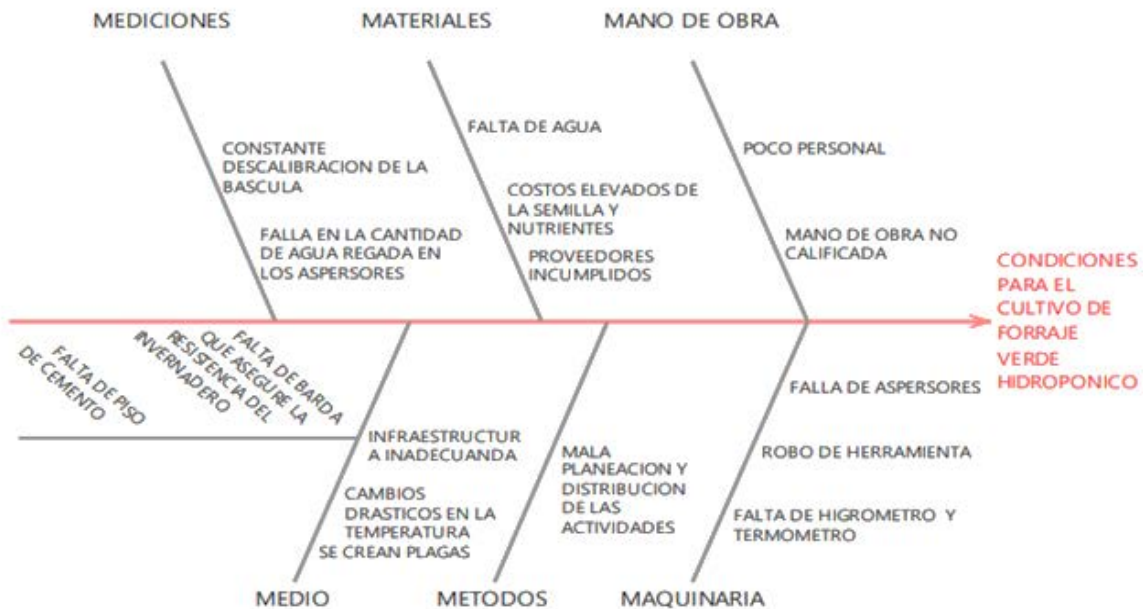 MEDICIONES
MATERIALES
MANO DE OBRA
CONSTANTE
DESCALIBRACION DE LA
BASCULA
FALLA EN LA CANTIDAD
DE AGUA REGADA EN
LOS ASPERSORES
FALTA DE AGUA
COSTOS ELEVADOS DE
LA SEMILLA Y
NUTRIENTES
PROVEEDORES
INCUMPLIDOS
POCO PERSONAL
MANO DE OBRA NO
CALIFICADA
CONDICIONES
PARA EL
CULTIVO DE
FORRAJE
VERDE
HIDROPONICO
FALTA DE PISO
DE CEMENTO
FALTA DE BARDA
QUE ASEGURE LA
RESISTENCIA DEL
INVERNADERO
INFRAESTRUCTUR
A INADECUANDA
CAMBIOS
DRASTICOS EN LA
TEMPERATURA
SE CREAN PLAGAS
MALA
PLANEACION Y
DISTRIBUCION
DE LAS
ACTIVIDADES
FALLA DE ASPERSORES
ROBO DE HERRAMIENTA
FALTA DE HIGROMETRO Y
TERMOMETRO
MEDIO
METODOS
MAQUINARIA